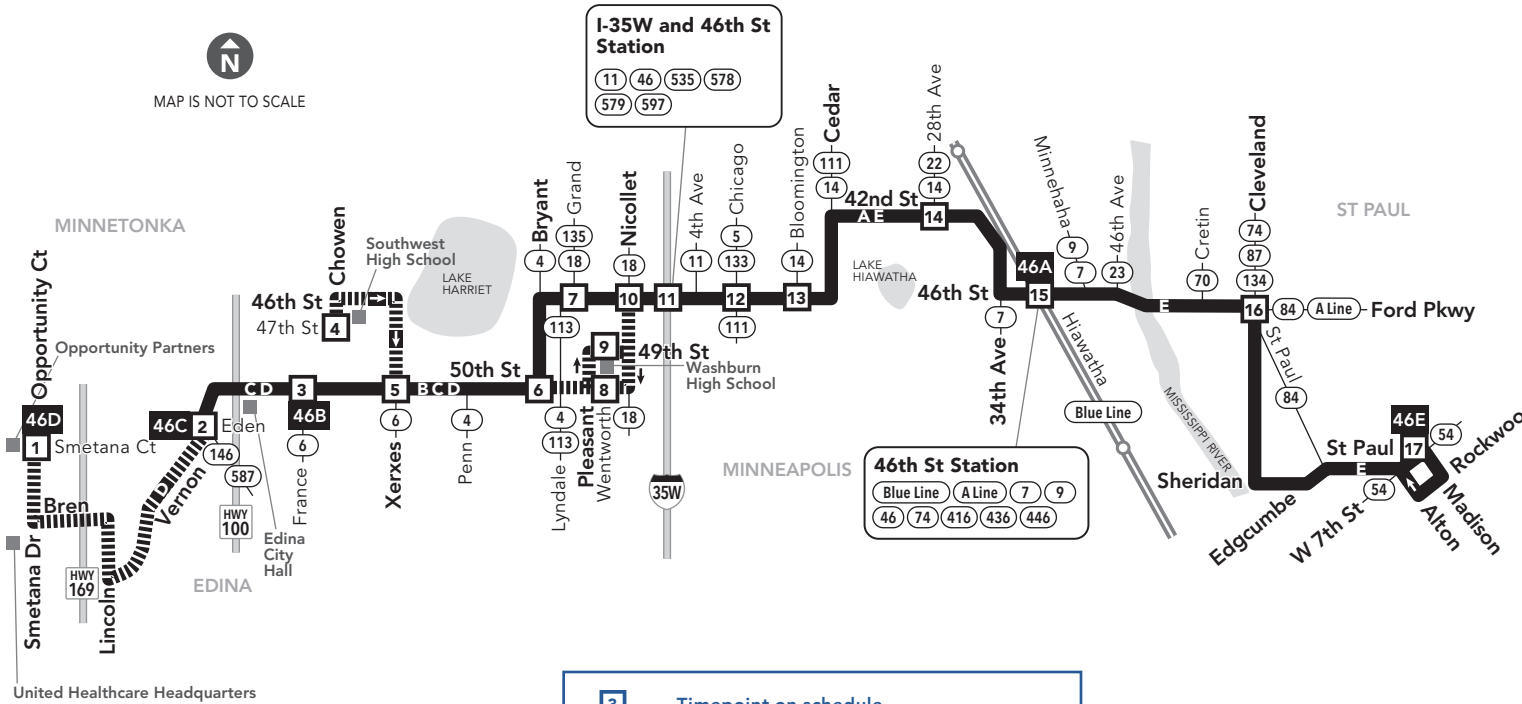 N
MAP IS NOT TO SCALE
I-35W and 46th St
Station
11 46 535 578
579 597
MINNETONKA
ST PAUL
MINNEAPOLIS
EDINA
Opportunity Ct
Opportunity Partners
46D
1
Smetana Ct
Bren
Smetana Dr
HWY
169
Lincoln
United Healthcare Headquarters
D
Vernon
46C
2
Eden
146
587
HWY
100
C D
Edina
City
Hall
3
46B
6
France
46th St
47th St
4
Chowen
Southwest
High School
LAKE
HARRIET
5
6
Xerxes
B C D
4
Penn
50th St
6
Bryant
4
Grand
135
18
7
113
4
113
Lyndale
Pleasant
Wentworth
9
8
49th St
Washburn
High School
18
Nicollet
18
10
11
35W
4th Ave
11
Chicago
5
133
12
111
Bloomington
14
13
Cedar
111
14
42nd St
A E
28th Ave
22
14
14
LAKE
HIAWATHA
46th St
7
34th Ave
46A
15
Hiawatha
Blue Line
Minnehaha
9
7
46th Ave
23
MISSISSIPPI RIVER
E
Cretin
70
Cleveland
74
87
134
16
84 A Line Ford Pkwy
St Paul
84
Sheridan
Edgcumbe
St Paul
E
46E
17
54
Rockwoo
Madison
Alton
54
W 7th St
46th St Station
Blue Line A Line 7 9
46 74 416 436 446
3 Timepoint on schedule